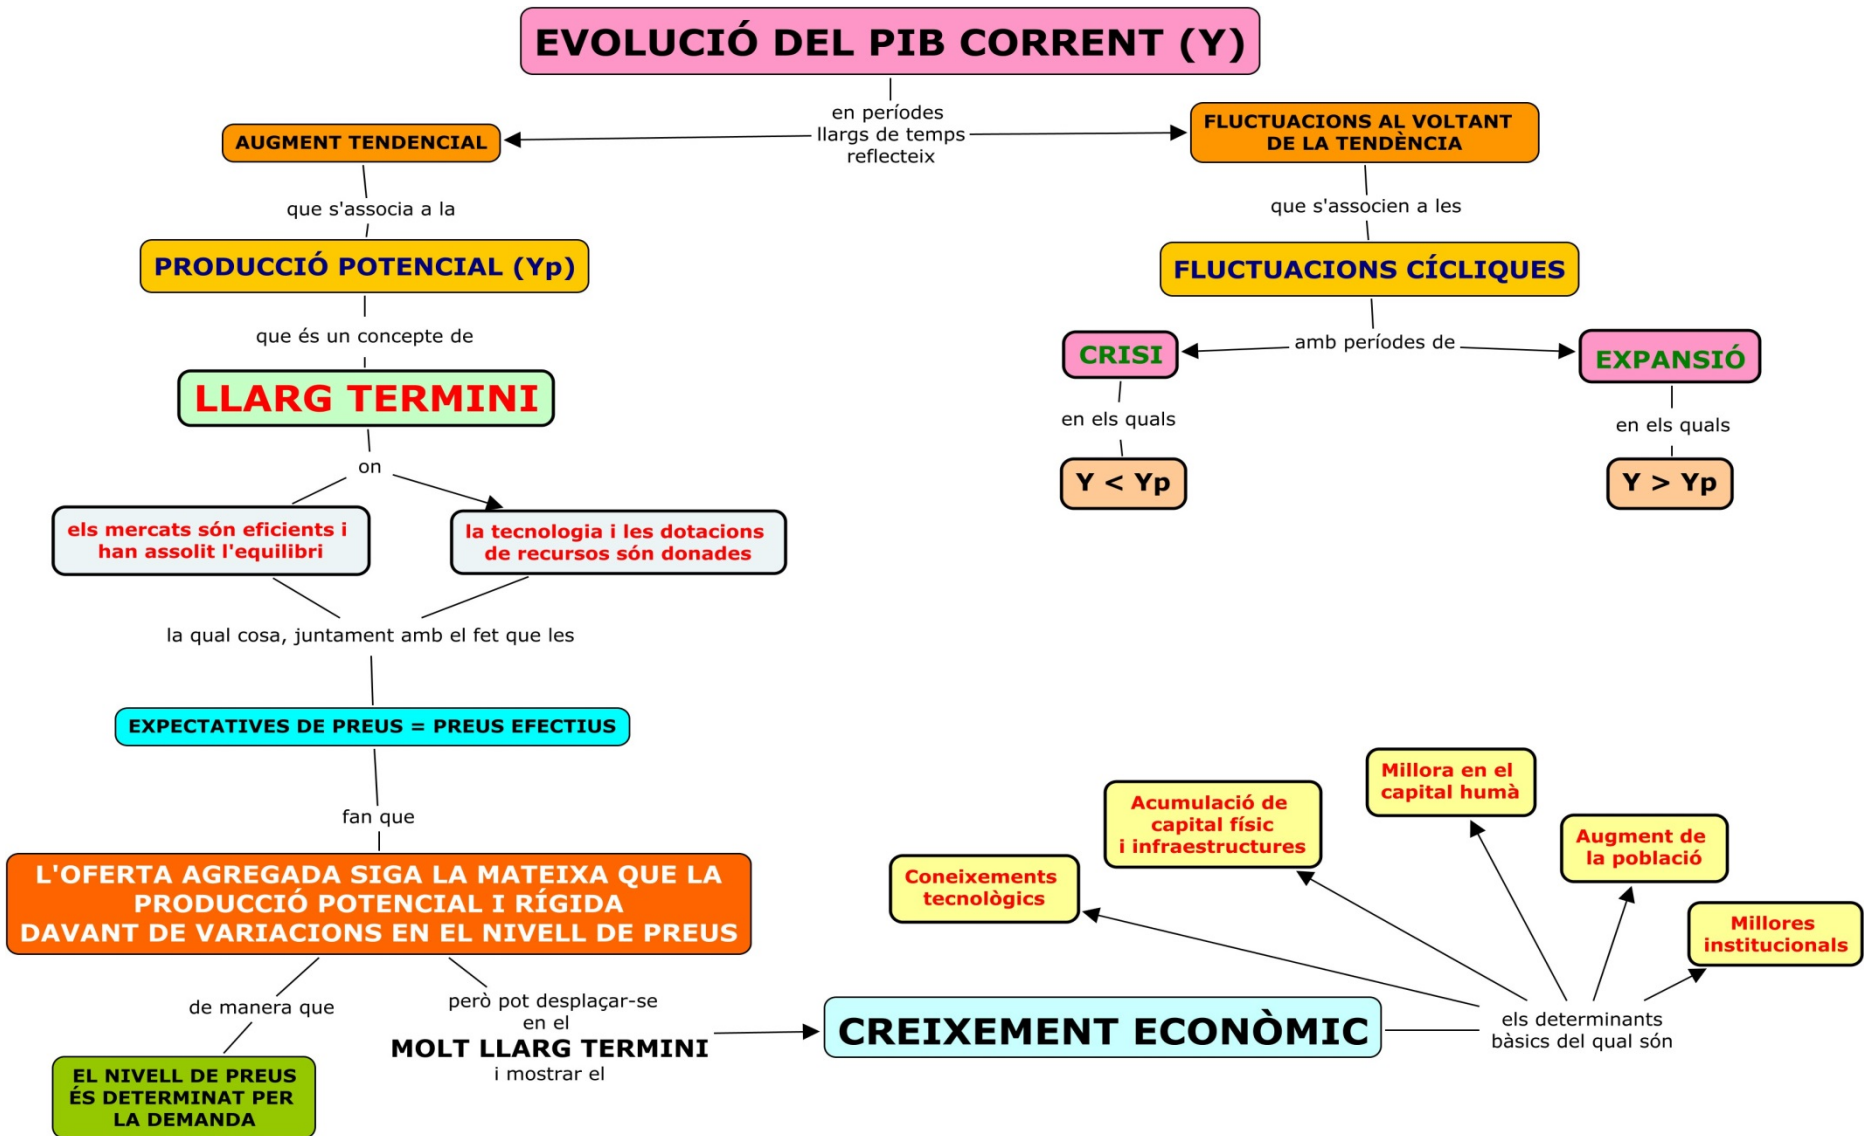 EVOLUCIÓ DEL PIB CORRENT (Y)
en períodes
llargs de temps
reflecteix
AUGMENT TENDENCIAL
que s'associa a la
PRODUCCIÓ POTENCIAL (Yp)
que és un concepte de
LLARG TERMINI
on
els mercats són eficients i
han assolit l'equilibri
la tecnologia i les dotacions
de recursos són donades
la qual cosa, juntament amb el fet que les
EXPECTATIVES DE PREUS = PREUS EFECTIUS
fan que
L'OFERTA AGREGADA SIGA LA MATEIXA QUE LA
PRODUCCIÓ POTENCIAL I RÍGIDA
DAVANT DE VARIACIONS EN EL NIVELL DE PREUS
de manera que
EL NIVELL DE PREUS
ÉS DETERMINAT PER
LA DEMANDA
però pot desplaçar-se
en el
MOLT LLARG TERMINI
i mostrar el
CREIXEMENT ECONÒMIC
els determinants
bàsics del qual són
Coneixements
tecnològics
Acumulació de
capital físic
i infraestructures
Millora en el
capital humà
Augment de
la població
Millores
institucionals
FLUCTUACIONS AL VOLTANT
DE LA TENDÈNCIA
que s'associen a les
FLUCTUACIONS CÍCLIQUES
amb períodes de
CRISI
en els quals
Y < Yp
EXPANSIÓ
en els quals
Y > Yp